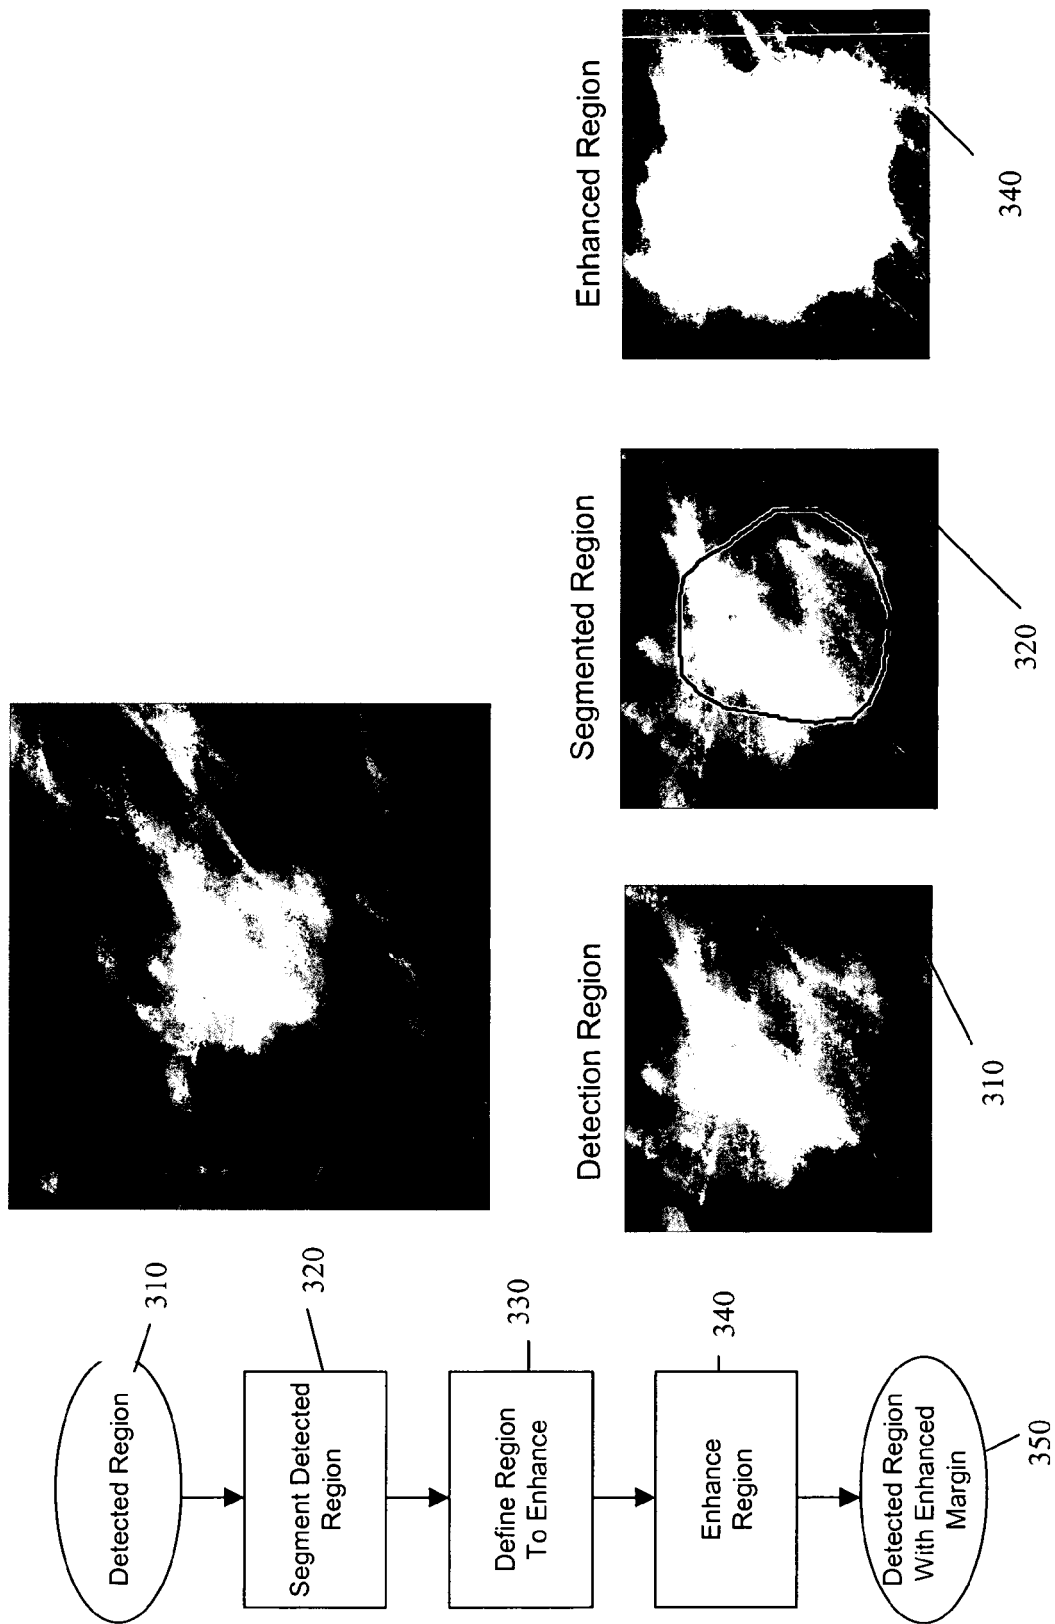 Detected Region
310
Segment Detected
Region
320
Define Region
To Enhance
330
Enhance
Region
340
Detected Region
With Enhanced
Margin
350
Detection Region
310
Segmented Region
320
Enhanced Region
340